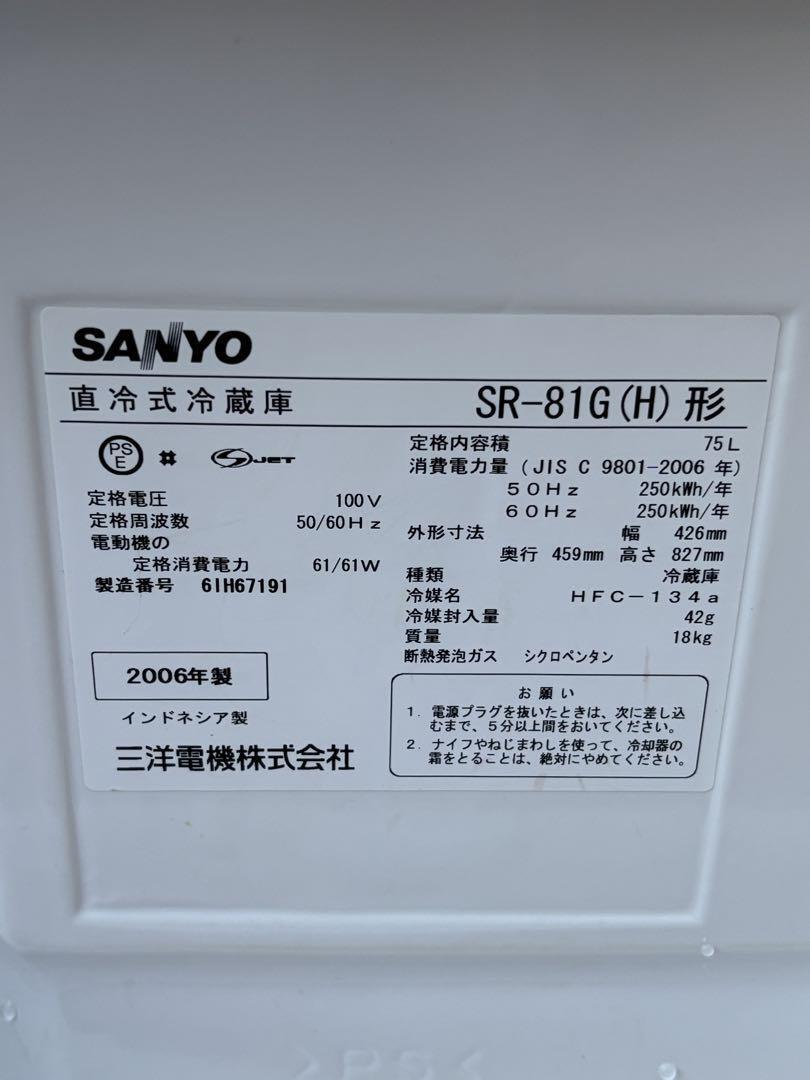 SANYO
直冷式冷蔵庫 SR-81G(H)形
PS
E
# S JET
定格電圧 100V
定格周波数 50/60Hz
電動機の
定格消費電力 61/61W
製造番号 6IH67191
2006年製
インドネシア製
三洋電機株式会社
定格内容積 75L
消費電力量 (JIS C 9801-2006 年)
50Hz 250kWh/年
60Hz 250kWh/年
外形寸法 幅 426mm
奥行 459mm 高さ 827mm
種類 冷蔵庫
冷媒名 HFC-134a
冷媒封入量 42g
質量 18kg
断熱発泡ガス シクロペンタン
お願い
1. 電源プラグを抜いたときは、次に差し込
むまで、5分以上間をおいてください。
2. ナイフやねじまわしを使って、冷却器の
霜をとることは、絶対にやめてください。
>PS<